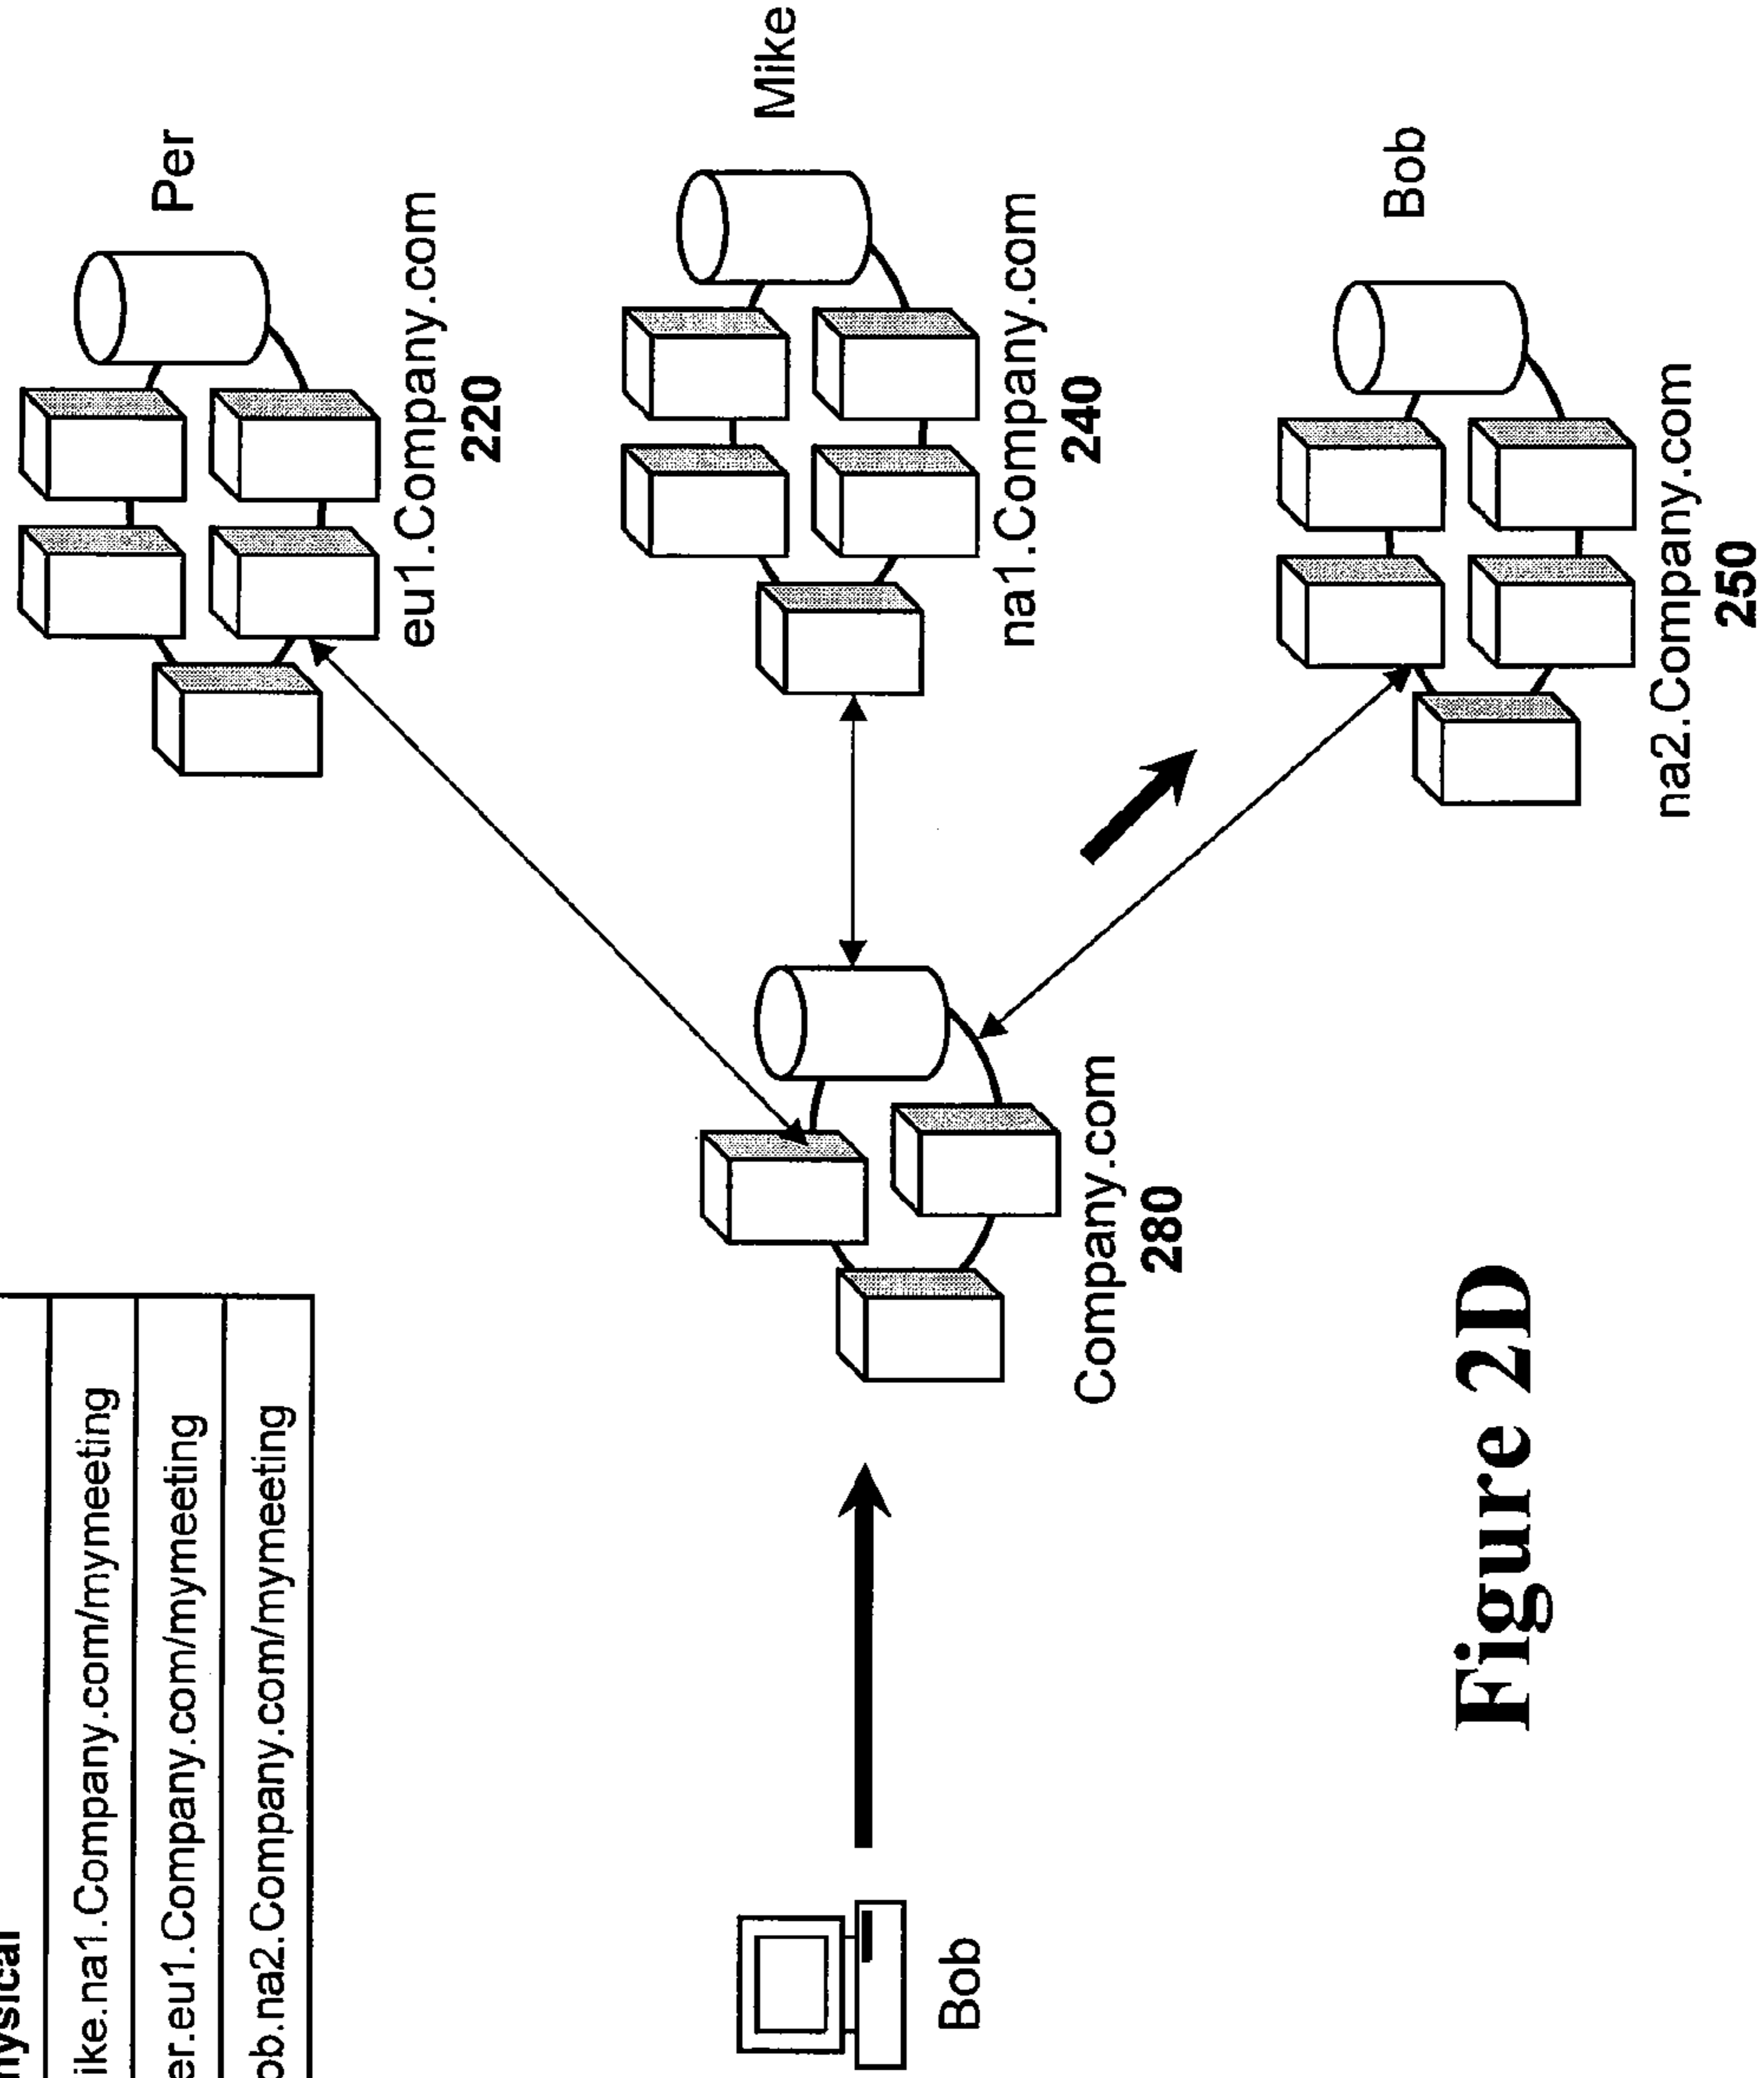 hysical
ike.na1.Company.com/mymeeting
er.eu1.Company.com/mymeeting
ob.na2.Company.com/mymeeting
Per
eu1.Company.com
220
Mike
na1.Company.com
240
Bob
Company.com
280
Bob
na2.Company.com
250
Figure 2D